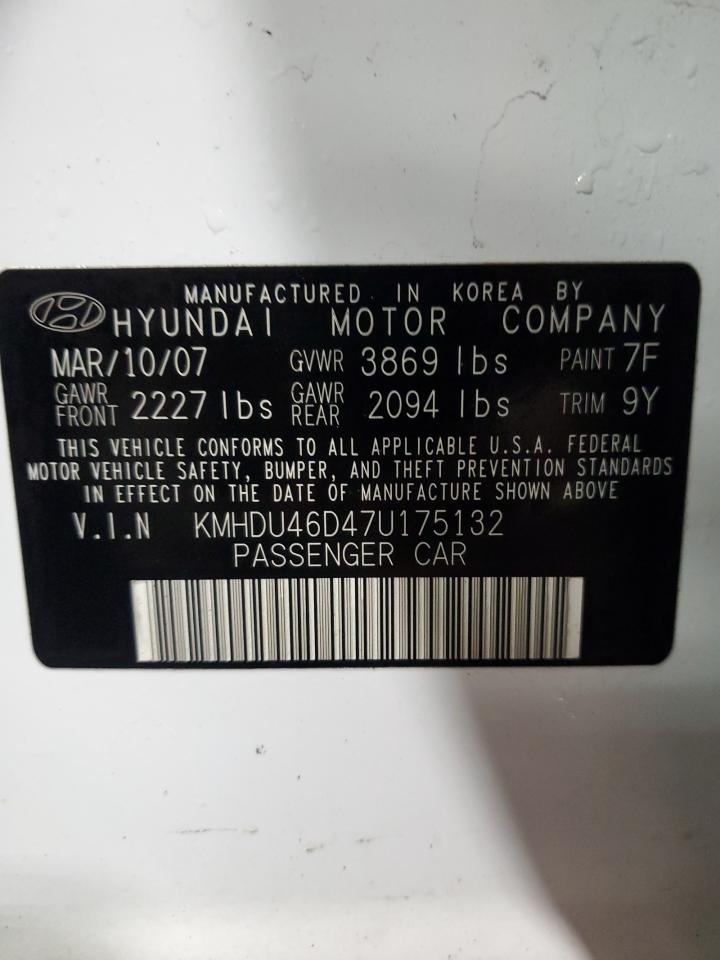 MANUFACTURED IN KOREA BY
HYUNDAI MOTOR COMPANY
MAR/10/07 GVWR 3869 lbs PAINT 7F
GAWR FRONT 2227 lbs GAWR REAR 2094 lbs TRIM 9Y
THIS VEHICLE CONFORMS TO ALL APPLICABLE U.S.A. FEDERAL
MOTOR VEHICLE SAFETY, BUMPER, AND THEFT PREVENTION STANDARDS
IN EFFECT ON THE DATE OF MANUFACTURE SHOWN ABOVE
V.I.N KMHDU46D47U175132
PASSENGER CAR